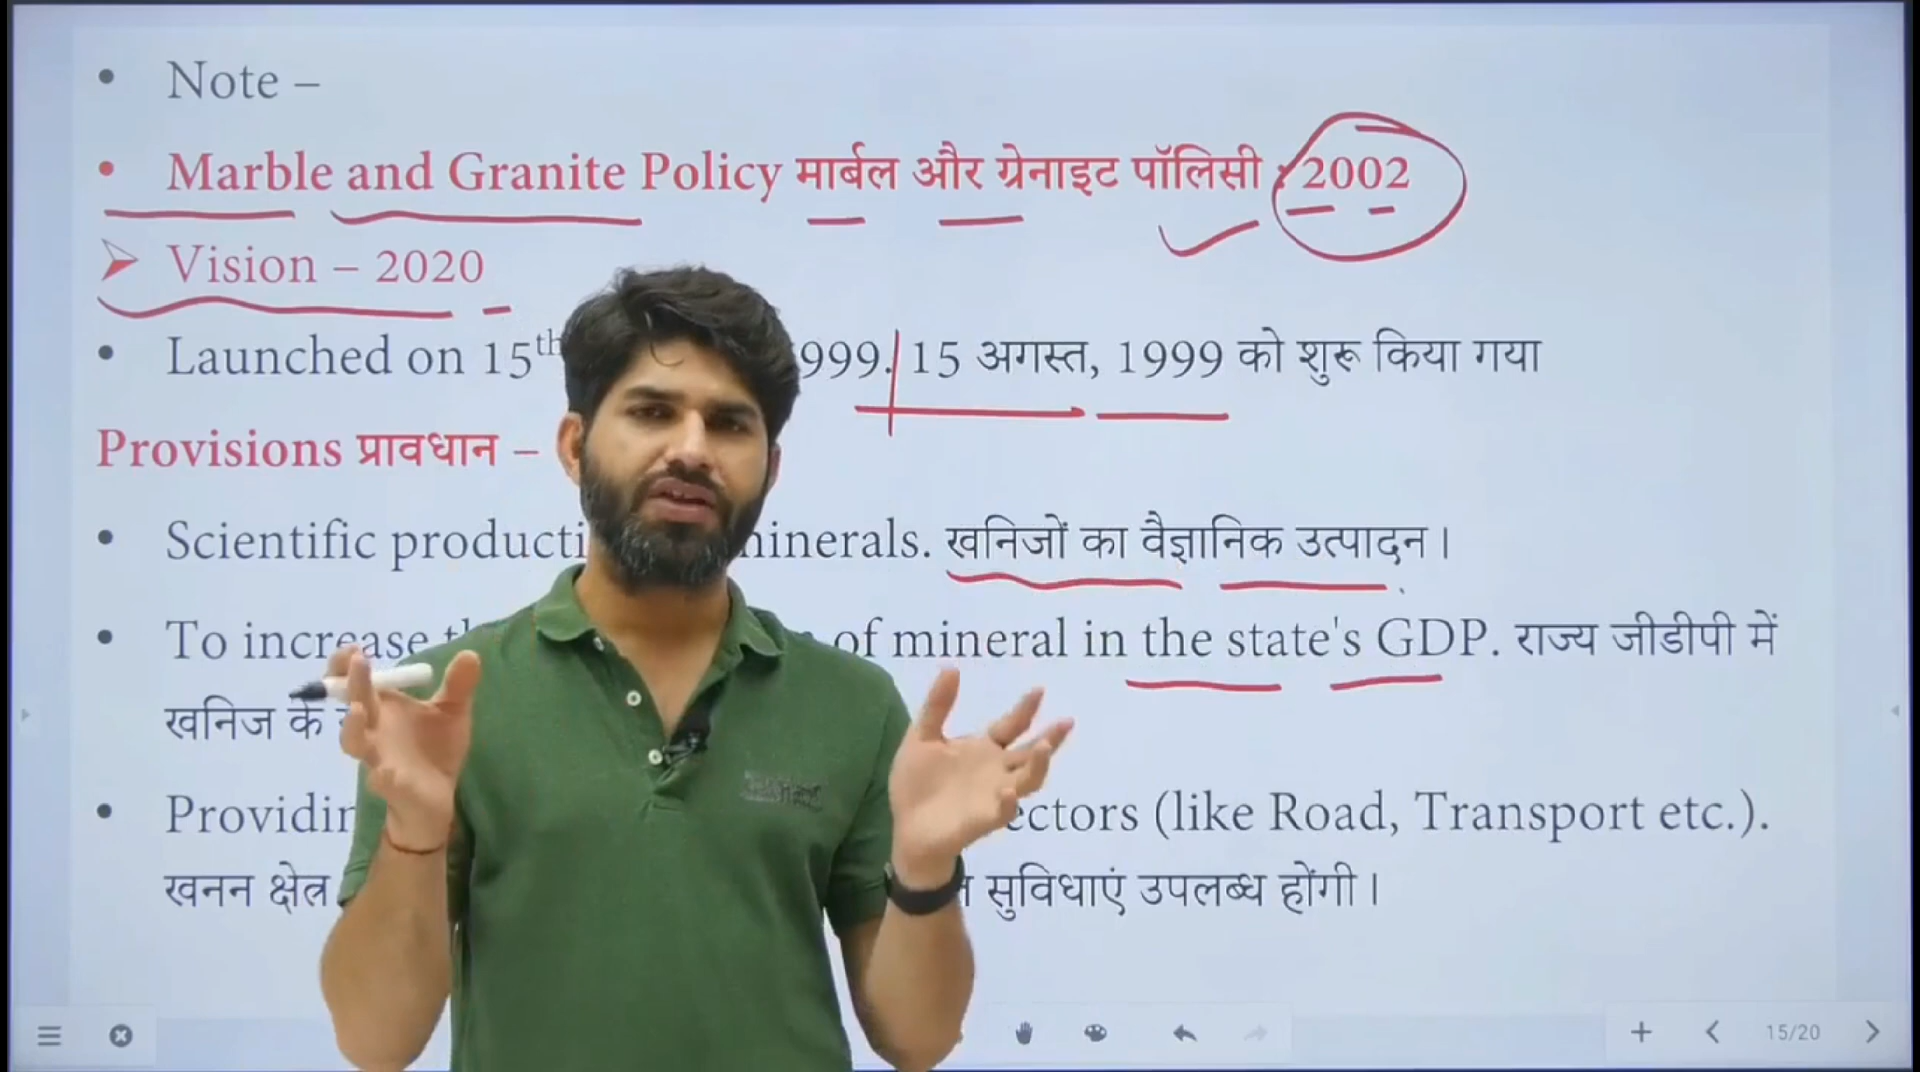 Note –
Marble and Granite Policy मार्बल और ग्रेनाइट पॉलिसी : 2002
Vision – 2020
Launched on 15th 999. 15 अगस्त, 1999 को शुरू किया गया
Provisions प्रावधान –
Scientific producti minerals. खनिजों का वैज्ञानिक उत्पादन।
To increase of mineral in the state's GDP. राज्य जीडीपी में
खनिज के
Providin ectors (like Road, Transport etc.).
खनन क्षेत्र सुविधाएं उपलब्ध होंगी।
15/20